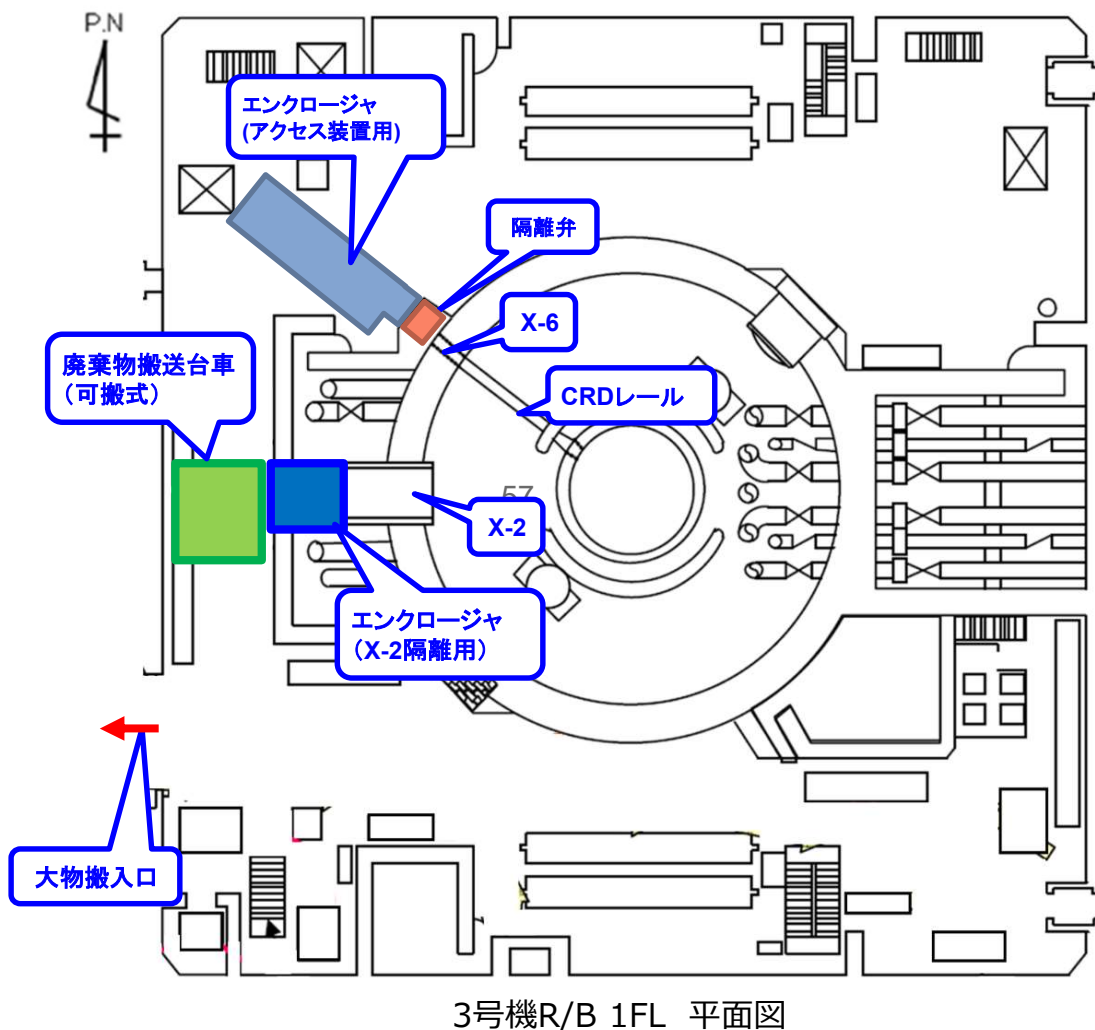 P.N
エンクロージャ
(アクセス装置用)
隔離弁
X-6
廃棄物搬送台車
（可搬式）
CRDレール
57
X-2
エンクロージャ
（X-2隔離用）
大物搬入口
3号機R/B 1FL 平面図